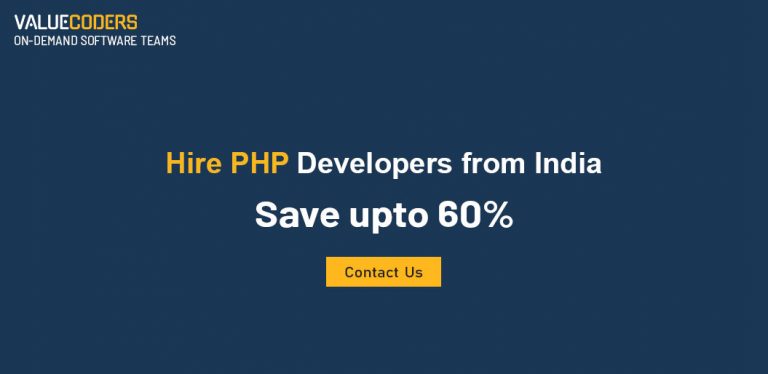 VALUECODERS
ON-DEMAND SOFTWARE TEAMS
Hire PHP Developers from India
Save upto 60%
Contact Us